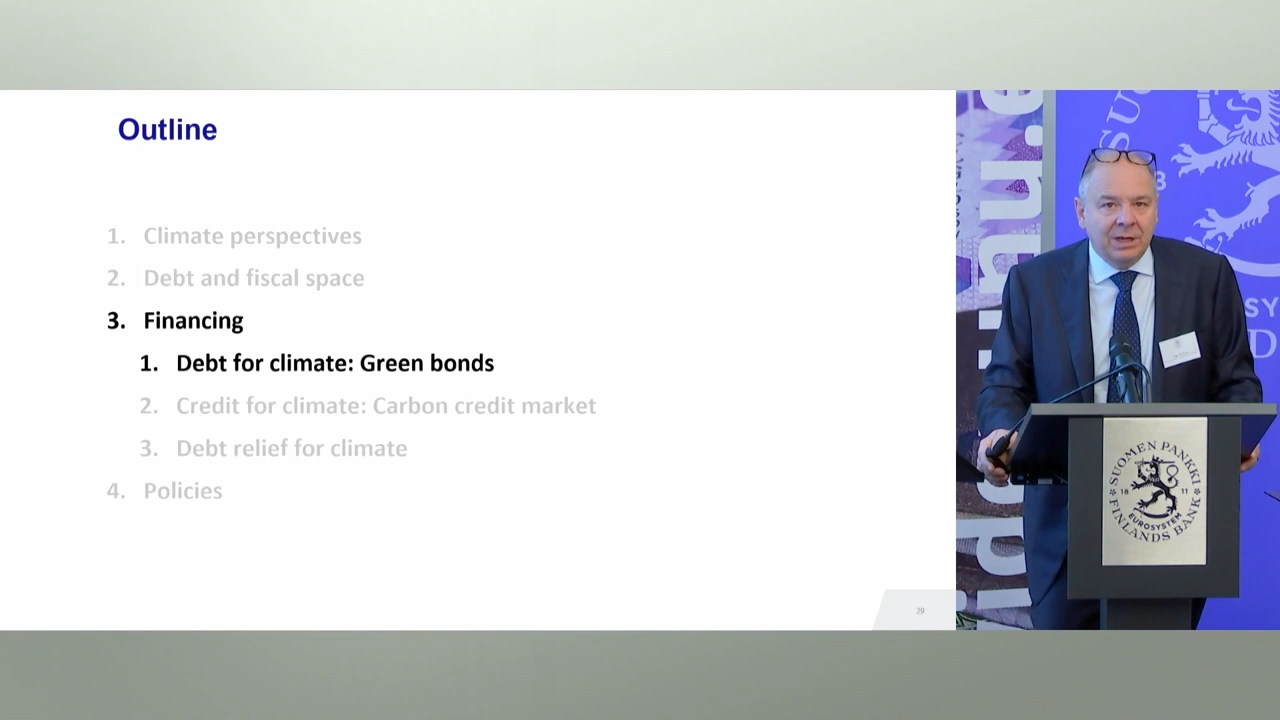 Outline
1. Climate perspectives
2. Debt and fiscal space
3. Financing
1. Debt for climate: Green bonds
2. Credit for climate: Carbon credit market
3. Debt relief for climate
4. Policies
29
SUOMEN PANKKI
18 11
EUROSYSTEM
FINLANDS BANK